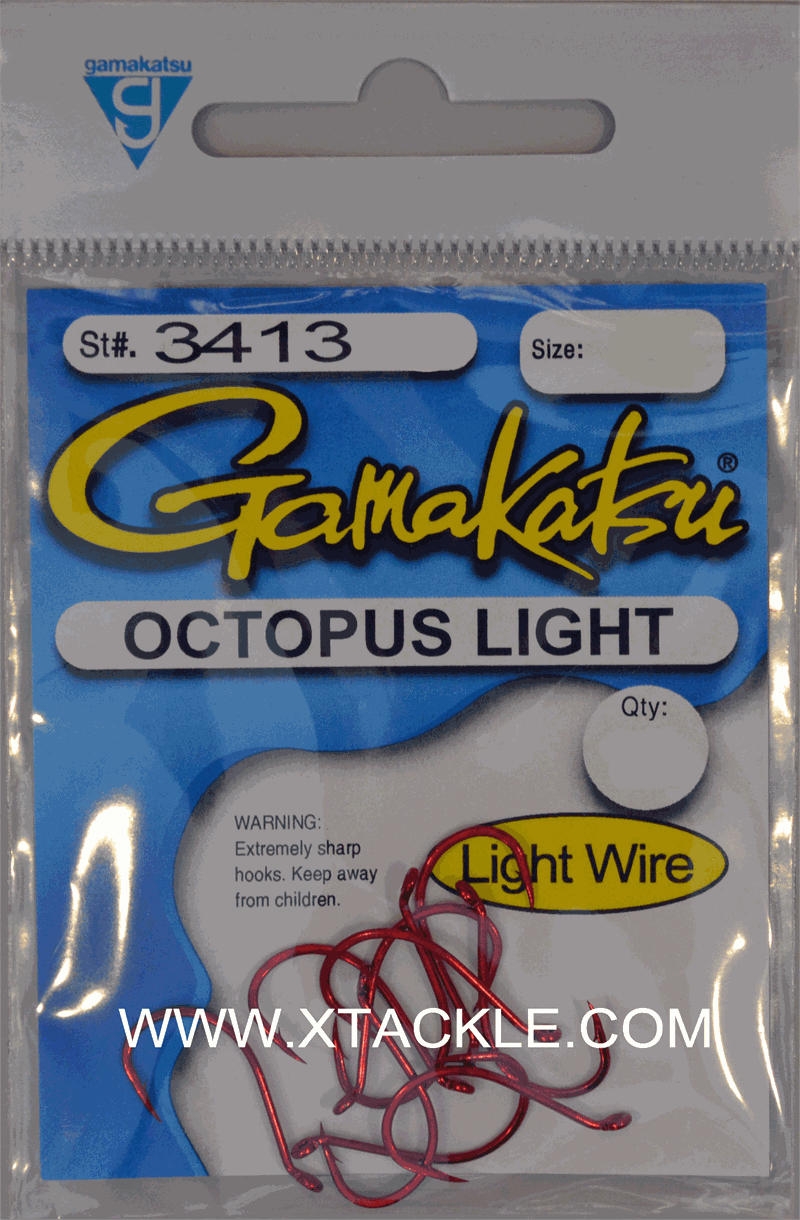 gamakatsu
St#. 3413
Size:
Gamakatsu®
OCTOPUS LIGHT
Qty:
WARNING:
Extremely sharp
hooks. Keep away
from children.
Light Wire
WWW.XTACKLE.COM